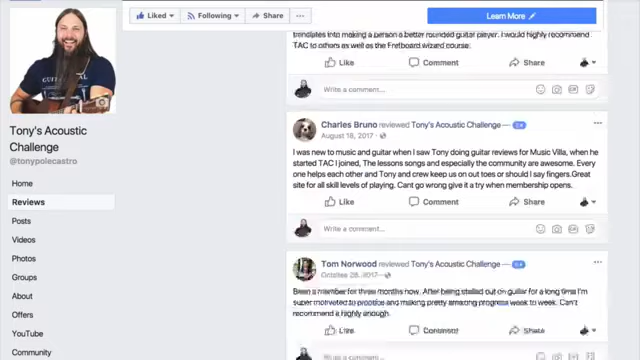 Liked
Following
Share
Learn More
Tony's Acoustic
Challenge
@tonypolecastro
Home
Reviews
Posts
Videos
Photos
Groups
About
Offers
YouTube
Community
translates into making a person a better rounded guitar player. I would highly recommend
TAC to others as well as the Fretboard wizard course.
Like Comment Share
Write a comment...
Charles Bruno reviewed Tony's Acoustic Challenge —
August 18, 2017
I was new to music and guitar when I saw Tony doing guitar reviews for Music Villa, when he
started TAC I joined, The lessons songs and especially the community are awesome. Every
one helps each other and Tony and crew keep us on out toes or should I say fingers.Great
site for all skill levels of playing. Cant go wrong give it a try when membership opens.
Like Comment Share
Write a comment...
Tom Norwood reviewed Tony's Acoustic Challenge —
2017
Been a member for three months now. After being stalled out on guitar for a long time I'm
super motivated to practice and making pretty amazing progress week to week. Can't
recommend a highly enough.
Like Comment Share
Write a comment...